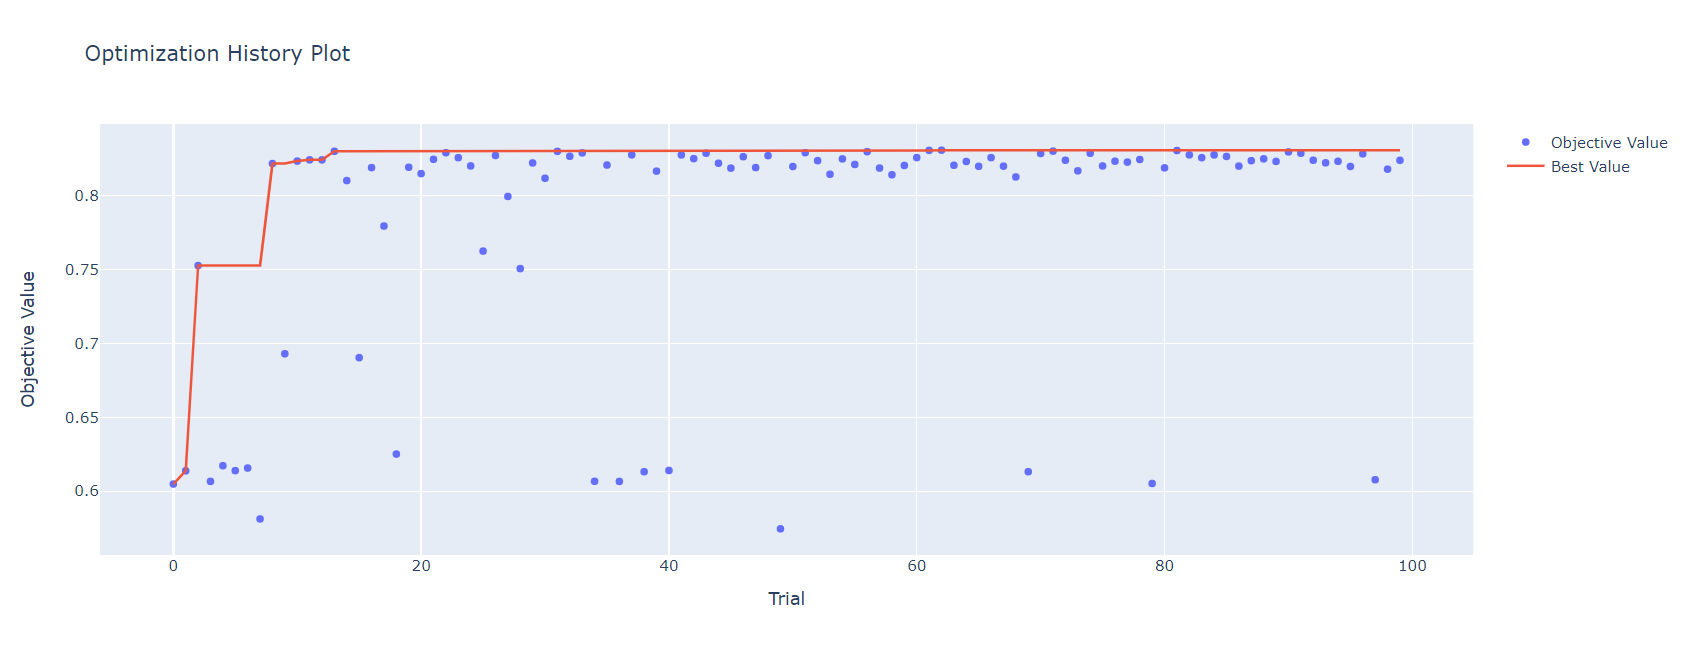 Optimization History Plot
Objective Value
Best Value
0.8
0.75
0.7
0.65
0.6
Objective Value
0
20
40
60
80
100
Trial